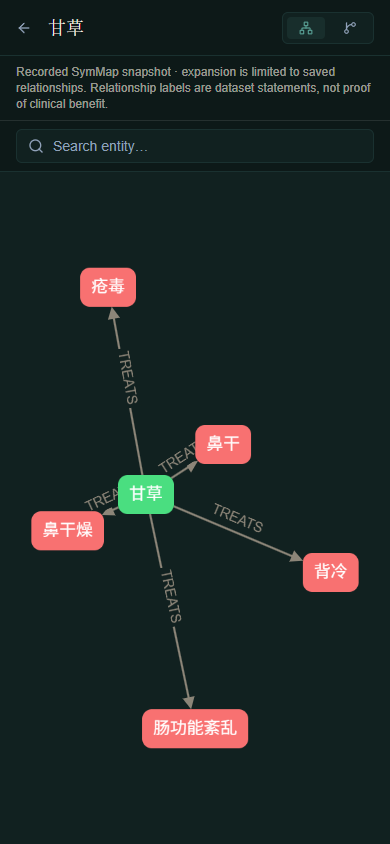 甘草
Recorded SymMap snapshot · expansion is limited to saved
relationships. Relationship labels are dataset statements, not proof
of clinical benefit.
Search entity…
疮毒
TREATS
鼻干
TREAT
甘草
TREA
鼻干燥
TREATS
背冷
TREATS
肠功能紊乱